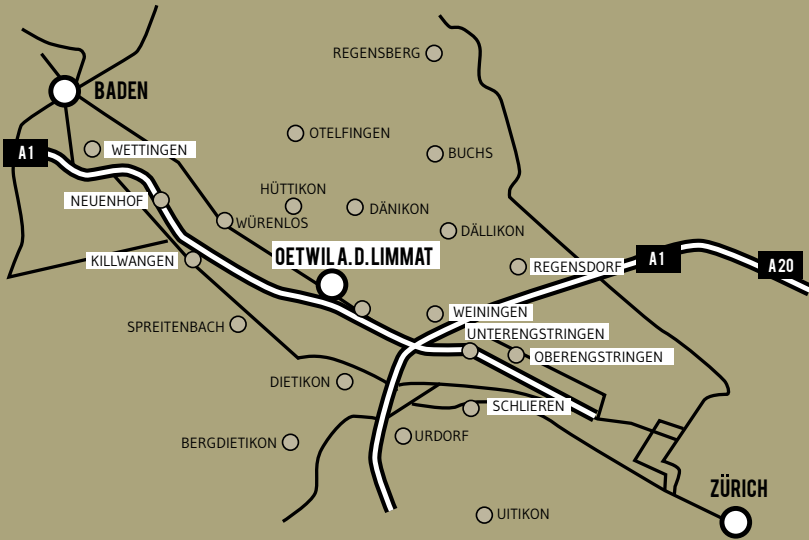 REGENSBERG
BADEN
OTELFINGEN
A1
WETTINGEN
BUCHS
HÜTTIKON
NEUENHOF
DÄNIKON
WÜRENLOS
DÄLLIKON
OETWIL A.D. LIMMAT
KILLWANGEN
REGENSDORF
A1
A20
WEININGEN
SPREITENBACH
UNTERENGSTRINGEN
OBERENGSTRINGEN
DIETIKON
SCHLIEREN
BERGDIETIKON
URDORF
ZÜRICH
UITIKON